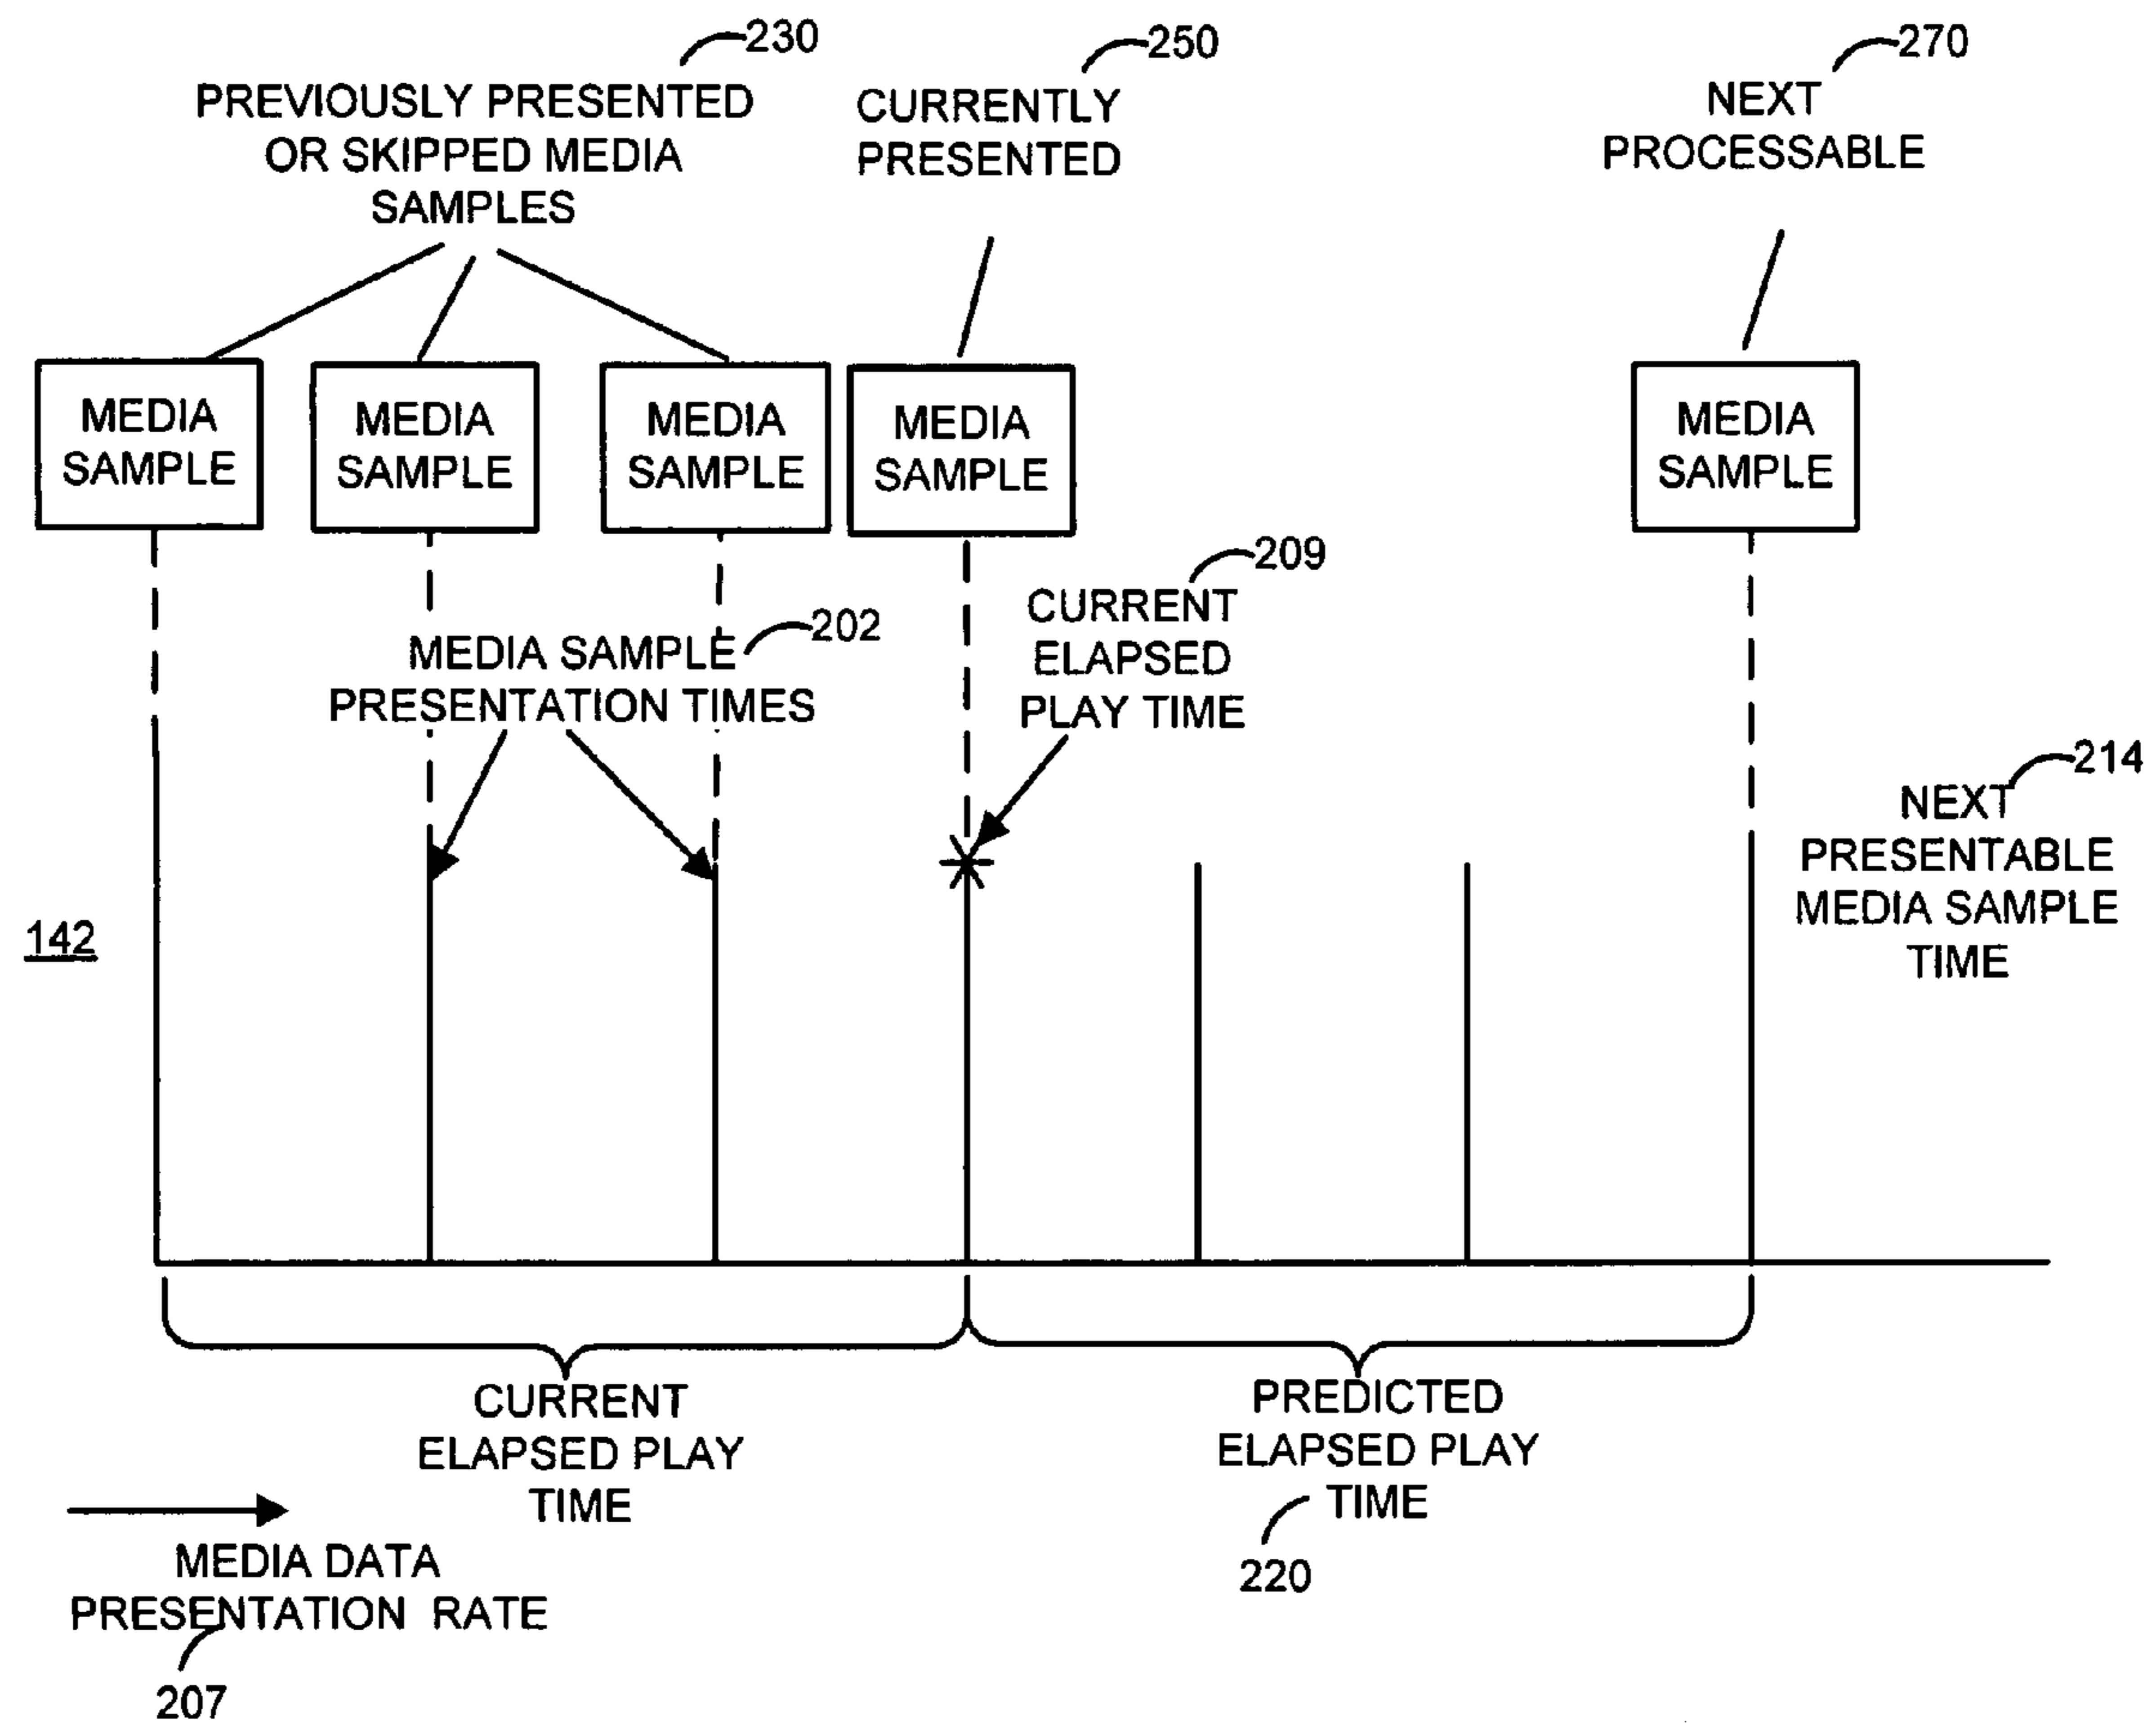 230
PREVIOUSLY PRESENTED
OR SKIPPED MEDIA
SAMPLES
250
CURRENTLY
PRESENTED
270
NEXT
PROCESSABLE
MEDIA
SAMPLE
MEDIA
SAMPLE
MEDIA
SAMPLE
MEDIA
SAMPLE
MEDIA
SAMPLE
202
MEDIA SAMPLE
PRESENTATION TIMES
209
CURRENT
ELAPSED
PLAY TIME
214
NEXT
PRESENTABLE
MEDIA SAMPLE
TIME
142
CURRENT
ELAPSED PLAY
TIME
PREDICTED
ELAPSED PLAY
TIME
220
MEDIA DATA
PRESENTATION RATE
207